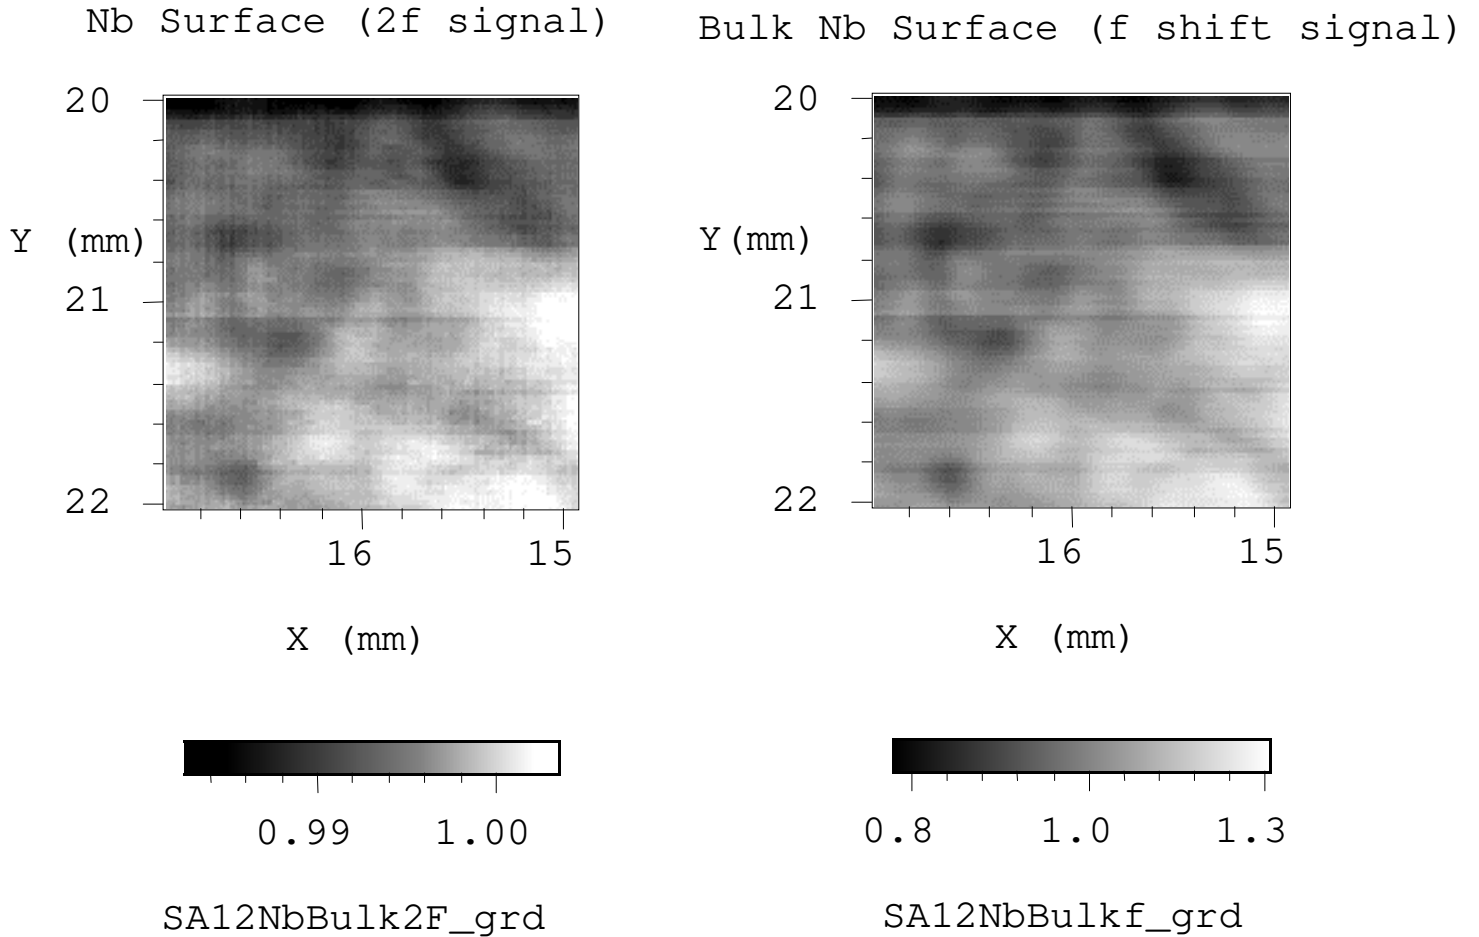 Nb Surface (2f signal)
20
Y (mm)
21
22
16 15
X (mm)
0.99 1.00
SA12NbBulk2F_grd
Bulk Nb Surface (f shift signal)
20
Y(mm)
21
22
16 15
X (mm)
0.8 1.0 1.3
SA12NbBulkf_grd